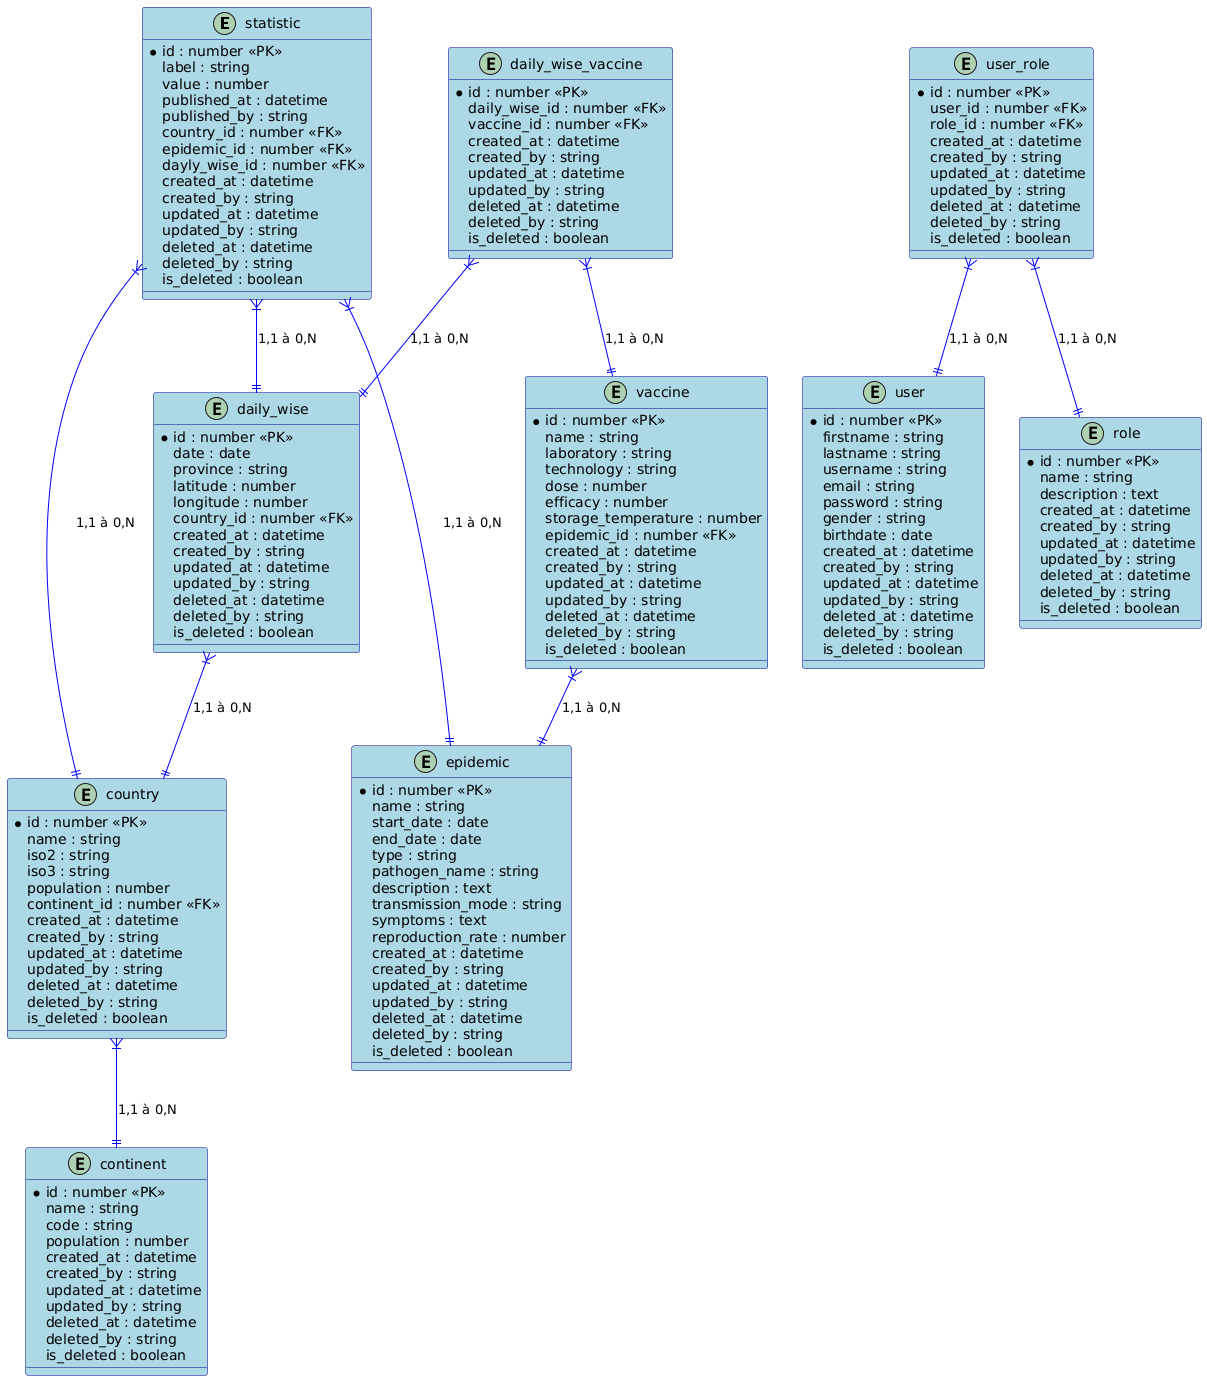 E statistic
id : number «PK»
label : string
value : number
published_at : datetime
published_by : string
country_id : number «FK»
epidemic_id : number «FK»
dayly_wise_id : number «FK»
created_at : datetime
created_by : string
updated_at : datetime
updated_by : string
deleted_at : datetime
deleted_by : string
is_deleted : boolean
E daily_wise_vaccine
id : number «PK»
daily_wise_id : number «FK»
vaccine_id : number «FK»
created_at : datetime
created_by : string
updated_at : datetime
updated_by : string
deleted_at : datetime
deleted_by : string
is_deleted : boolean
E user_role
id : number «PK»
user_id : number «FK»
role_id : number «FK»
created_at : datetime
created_by : string
updated_at : datetime
updated_by : string
deleted_at : datetime
deleted_by : string
is_deleted : boolean
1,1 à 0,N
1,1 à 0,N
1,1 à 0,N
1,1 à 0,N
1,1 à 0,N
E daily_wise
id : number «PK»
date : date
province : string
latitude : number
longitude : number
country_id : number «FK»
created_at : datetime
created_by : string
updated_at : datetime
updated_by : string
deleted_at : datetime
deleted_by : string
is_deleted : boolean
E vaccine
id : number «PK»
name : string
laboratory : string
technology : string
dose : number
efficacy : number
storage_temperature : number
epidemic_id : number «FK»
created_at : datetime
created_by : string
updated_at : datetime
updated_by : string
deleted_at : datetime
deleted_by : string
is_deleted : boolean
E user
id : number «PK»
firstname : string
lastname : string
username : string
email : string
password : string
gender : string
birthdate : date
created_at : datetime
created_by : string
updated_at : datetime
updated_by : string
deleted_at : datetime
deleted_by : string
is_deleted : boolean
E role
id : number «PK»
name : string
description : text
created_at : datetime
created_by : string
updated_at : datetime
updated_by : string
deleted_at : datetime
deleted_by : string
is_deleted : boolean
1,1 à 0,N
1,1 à 0,N
1,1 à 0,N
1,1 à 0,N
E country
id : number «PK»
name : string
iso2 : string
iso3 : string
population : number
continent_id : number «FK»
created_at : datetime
created_by : string
updated_at : datetime
updated_by : string
deleted_at : datetime
deleted_by : string
is_deleted : boolean
E epidemic
id : number «PK»
name : string
start_date : date
end_date : date
type : string
pathogen_name : string
description : text
transmission_mode : string
symptoms : text
reproduction_rate : number
created_at : datetime
created_by : string
updated_at : datetime
updated_by : string
deleted_at : datetime
deleted_by : string
is_deleted : boolean
1,1 à 0,N
E continent
id : number «PK»
name : string
code : string
population : number
created_at : datetime
created_by : string
updated_at : datetime
updated_by : string
deleted_at : datetime
deleted_by : string
is_deleted : boolean